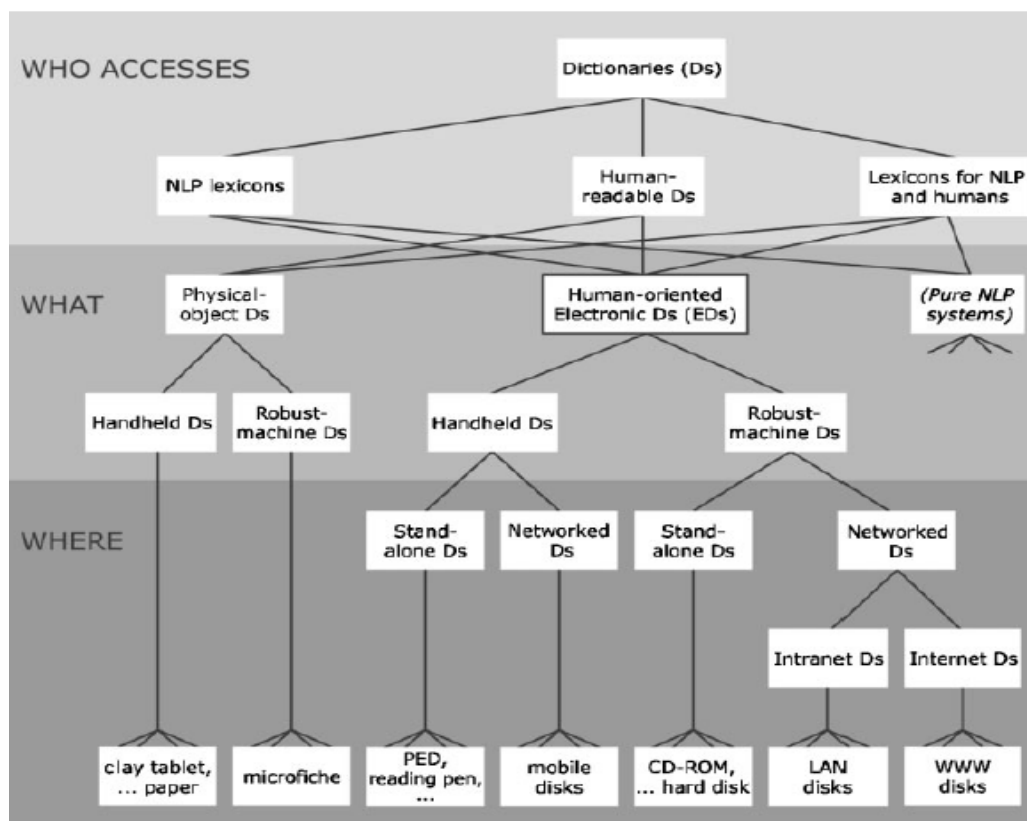 WHO ACCESSES
Dictionaries (Ds)
NLP lexicons
Human-
readable Ds
Lexicons for NLP
and humans
WHAT
Physical-
object Ds
Human-oriented
Electronic Ds (EDs)
(Pure NLP
systems)
Handheld Ds
Robust-
machine Ds
Handheld Ds
Robust-
machine Ds
WHERE
Stand-
alone Ds
Networked
Ds
Stand-
alone Ds
Networked
Ds
Intranet Ds
Internet Ds
clay tablet,
... paper
microfiche
PED,
reading pen,
...
mobile
disks
CD-ROM,
... hard disk
LAN
disks
WWW
disks